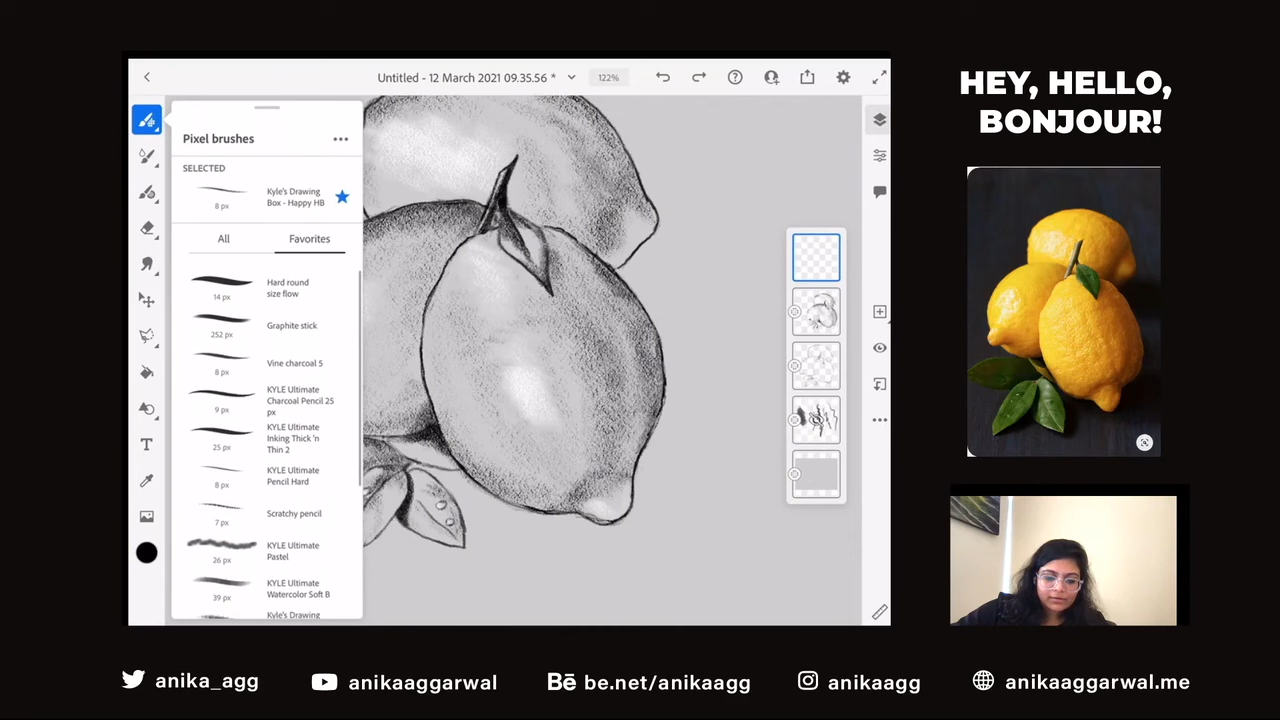 Untitled - 12 March 2021 09.35.56 *
122%
HEY, HELLO,
BONJOUR!
Pixel brushes
SELECTED
Kyle's Drawing
Box - Happy HB
8 px
All
Favorites
Hard round
size flow
14 px
Graphite stick
252 px
Vine charcoal 5
8 px
KYLE Ultimate
Charcoal Pencil 25
px
9 px
KYLE Ultimate
Inking Thick 'n
Thin 2
25 px
KYLE Ultimate
Pencil Hard
8 px
Scratchy pencil
7 px
KYLE Ultimate
Pastel
26 px
KYLE Ultimate
Watercolor Soft B
39 px
Kyle's Drawing
T
anika_agg
anikaaggarwal
Bē be.net/anikaagg
anikaagg
anikaaggarwal.me